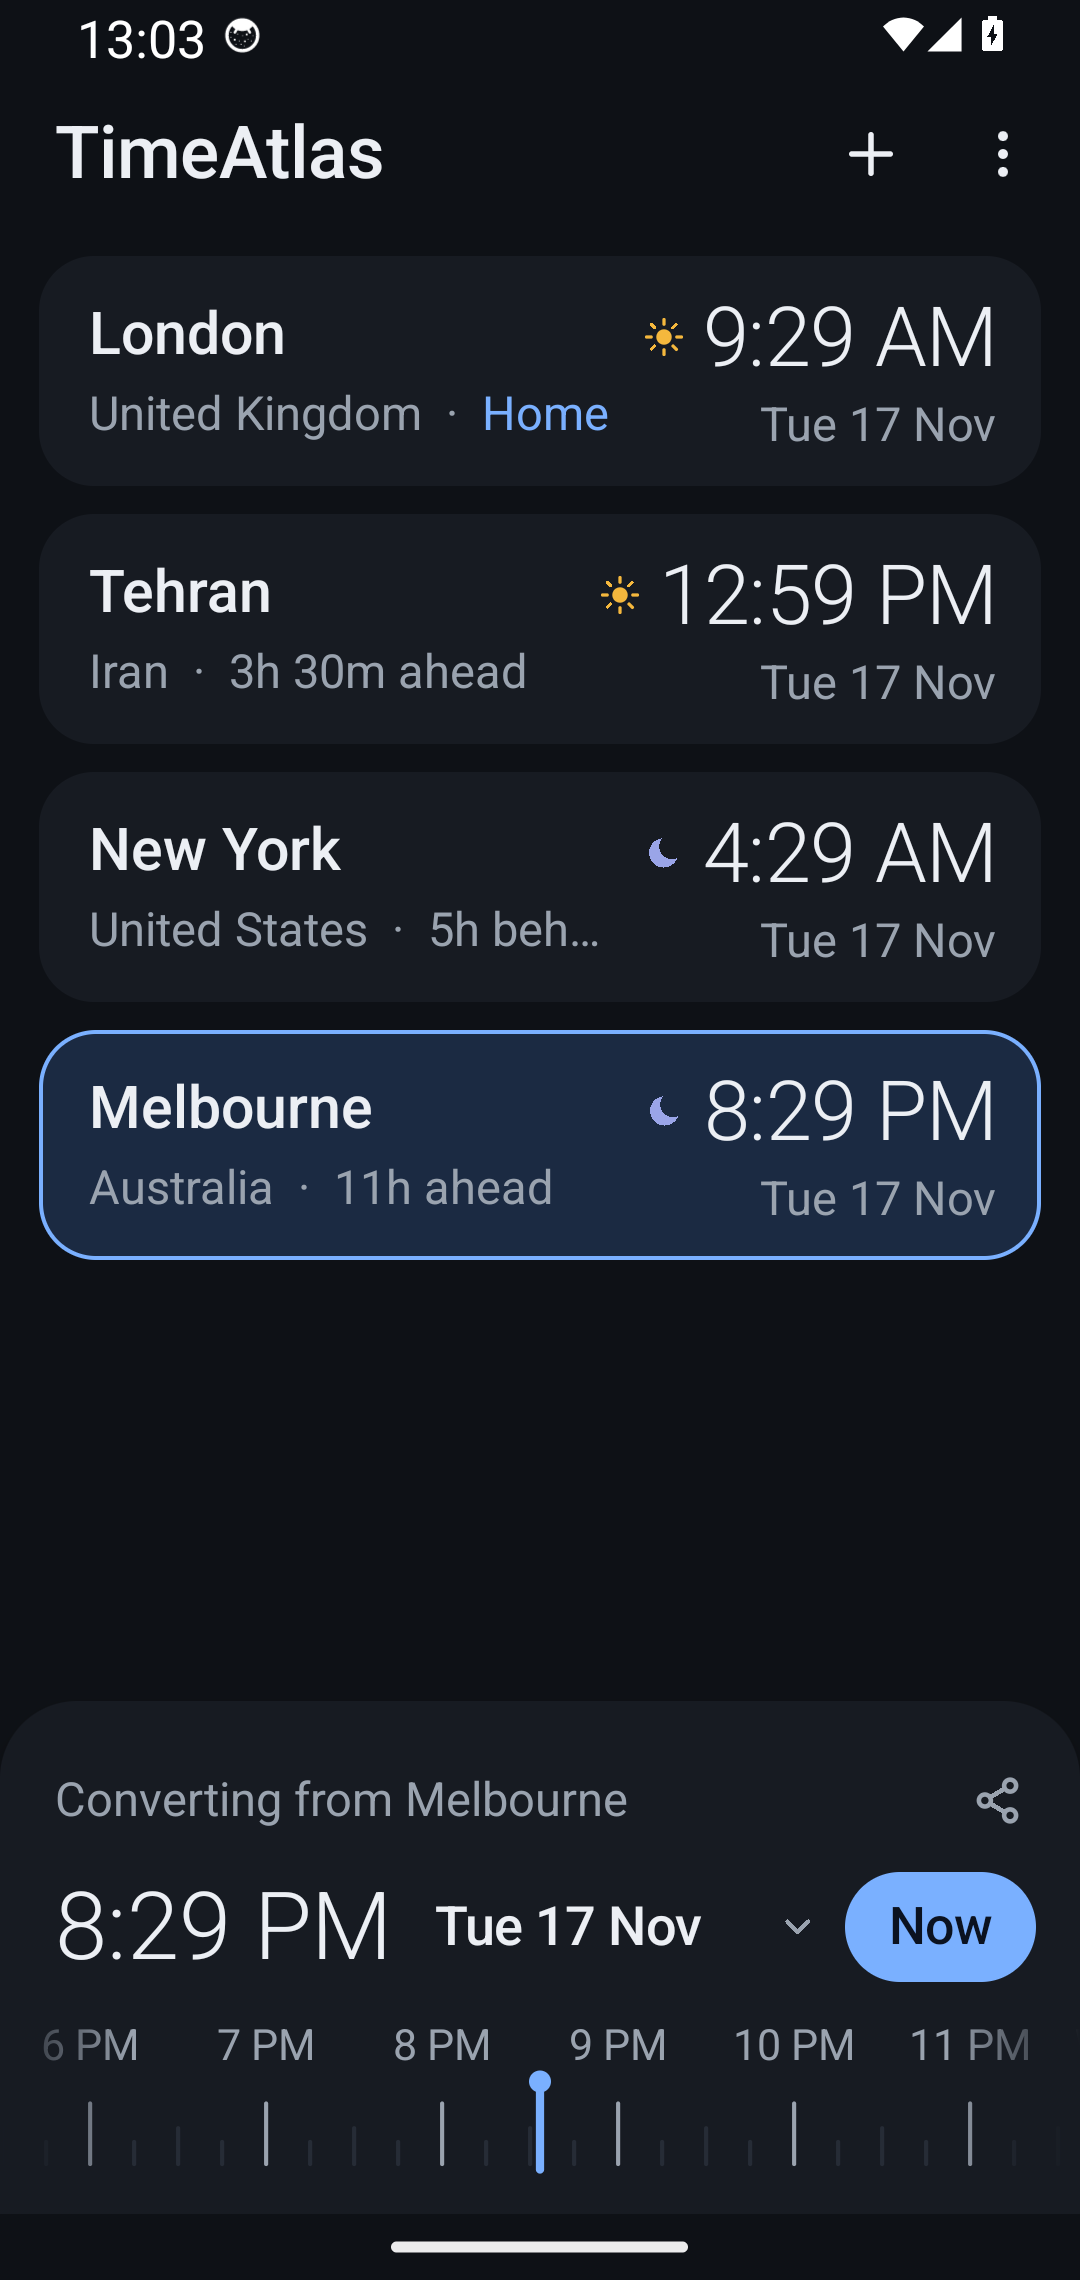 13:03
TimeAtlas
London
9:29 AM
United Kingdom · Home
Tue 17 Nov
Tehran
12:59 PM
Iran · 3h 30m ahead
Tue 17 Nov
New York
4:29 AM
United States · 5h beh...
Tue 17 Nov
Melbourne
8:29 PM
Australia · 11h ahead
Tue 17 Nov
Converting from Melbourne
8:29 PM Tue 17 Nov Now
6 PM 7 PM 8 PM 9 PM 10 PM 11 PM